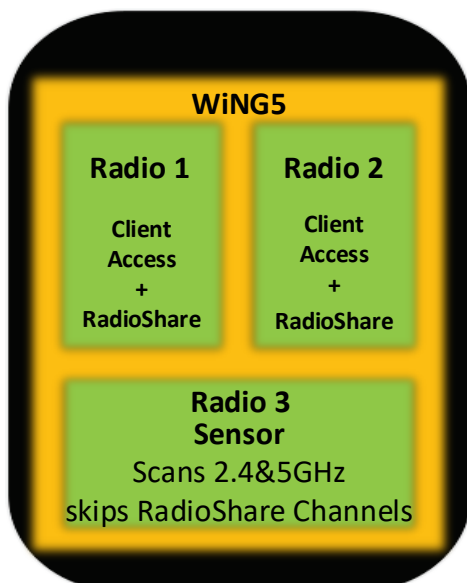 WiNG5
Radio 1
Client
Access
+
RadioShare
Radio 2
Client
Access
+
RadioShare
Radio 3
Sensor
Scans 2.4&5GHz
skips RadioShare Channels